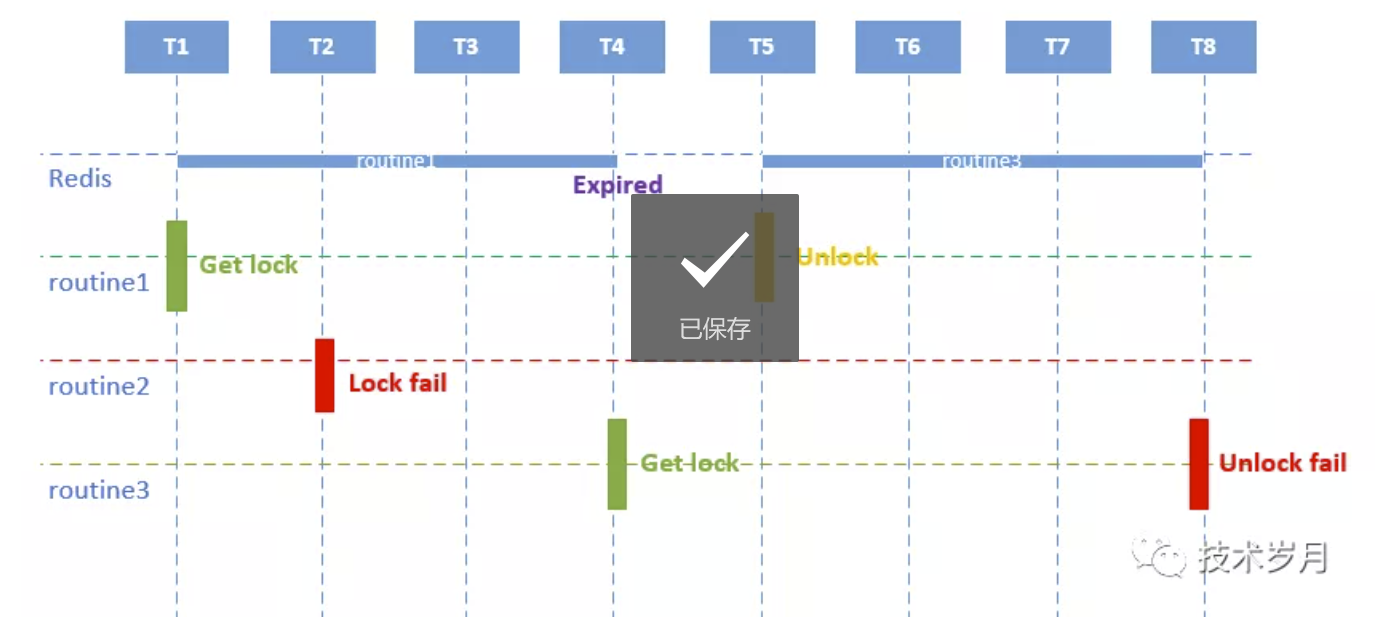 T1 T2 T3 T4 T5 T6 T7 T8
routine1 routine3
Redis
Expired
Get lock
Unlock
routine1
已保存
Lock fail
routine2
Get lock
Unlock fail
routine3
技术岁月